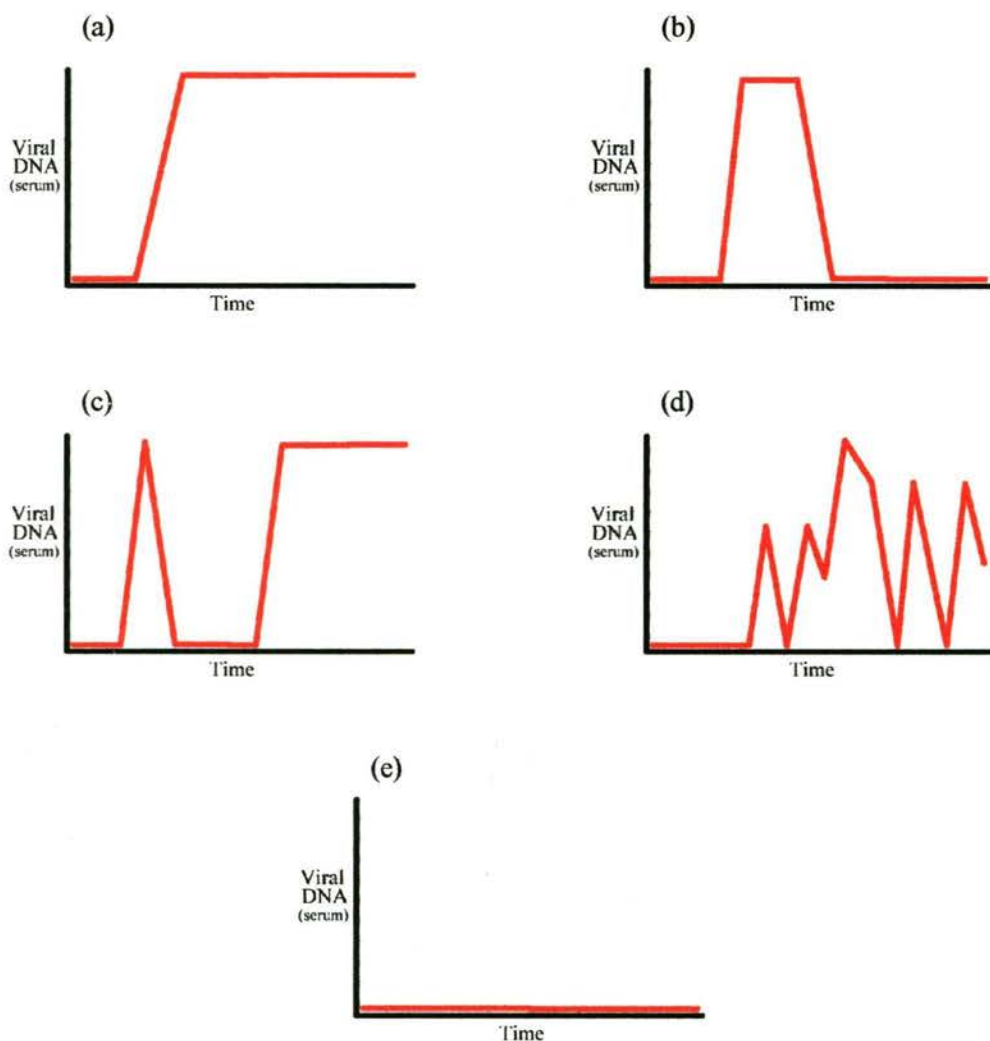 (a)
Viral
DNA
(serum)
Time
(b)
Viral
DNA
(serum)
Time
(c)
Viral
DNA
(serum)
Time
(d)
Viral
DNA
(serum)
Time
(e)
Viral
DNA
(serum)
Time